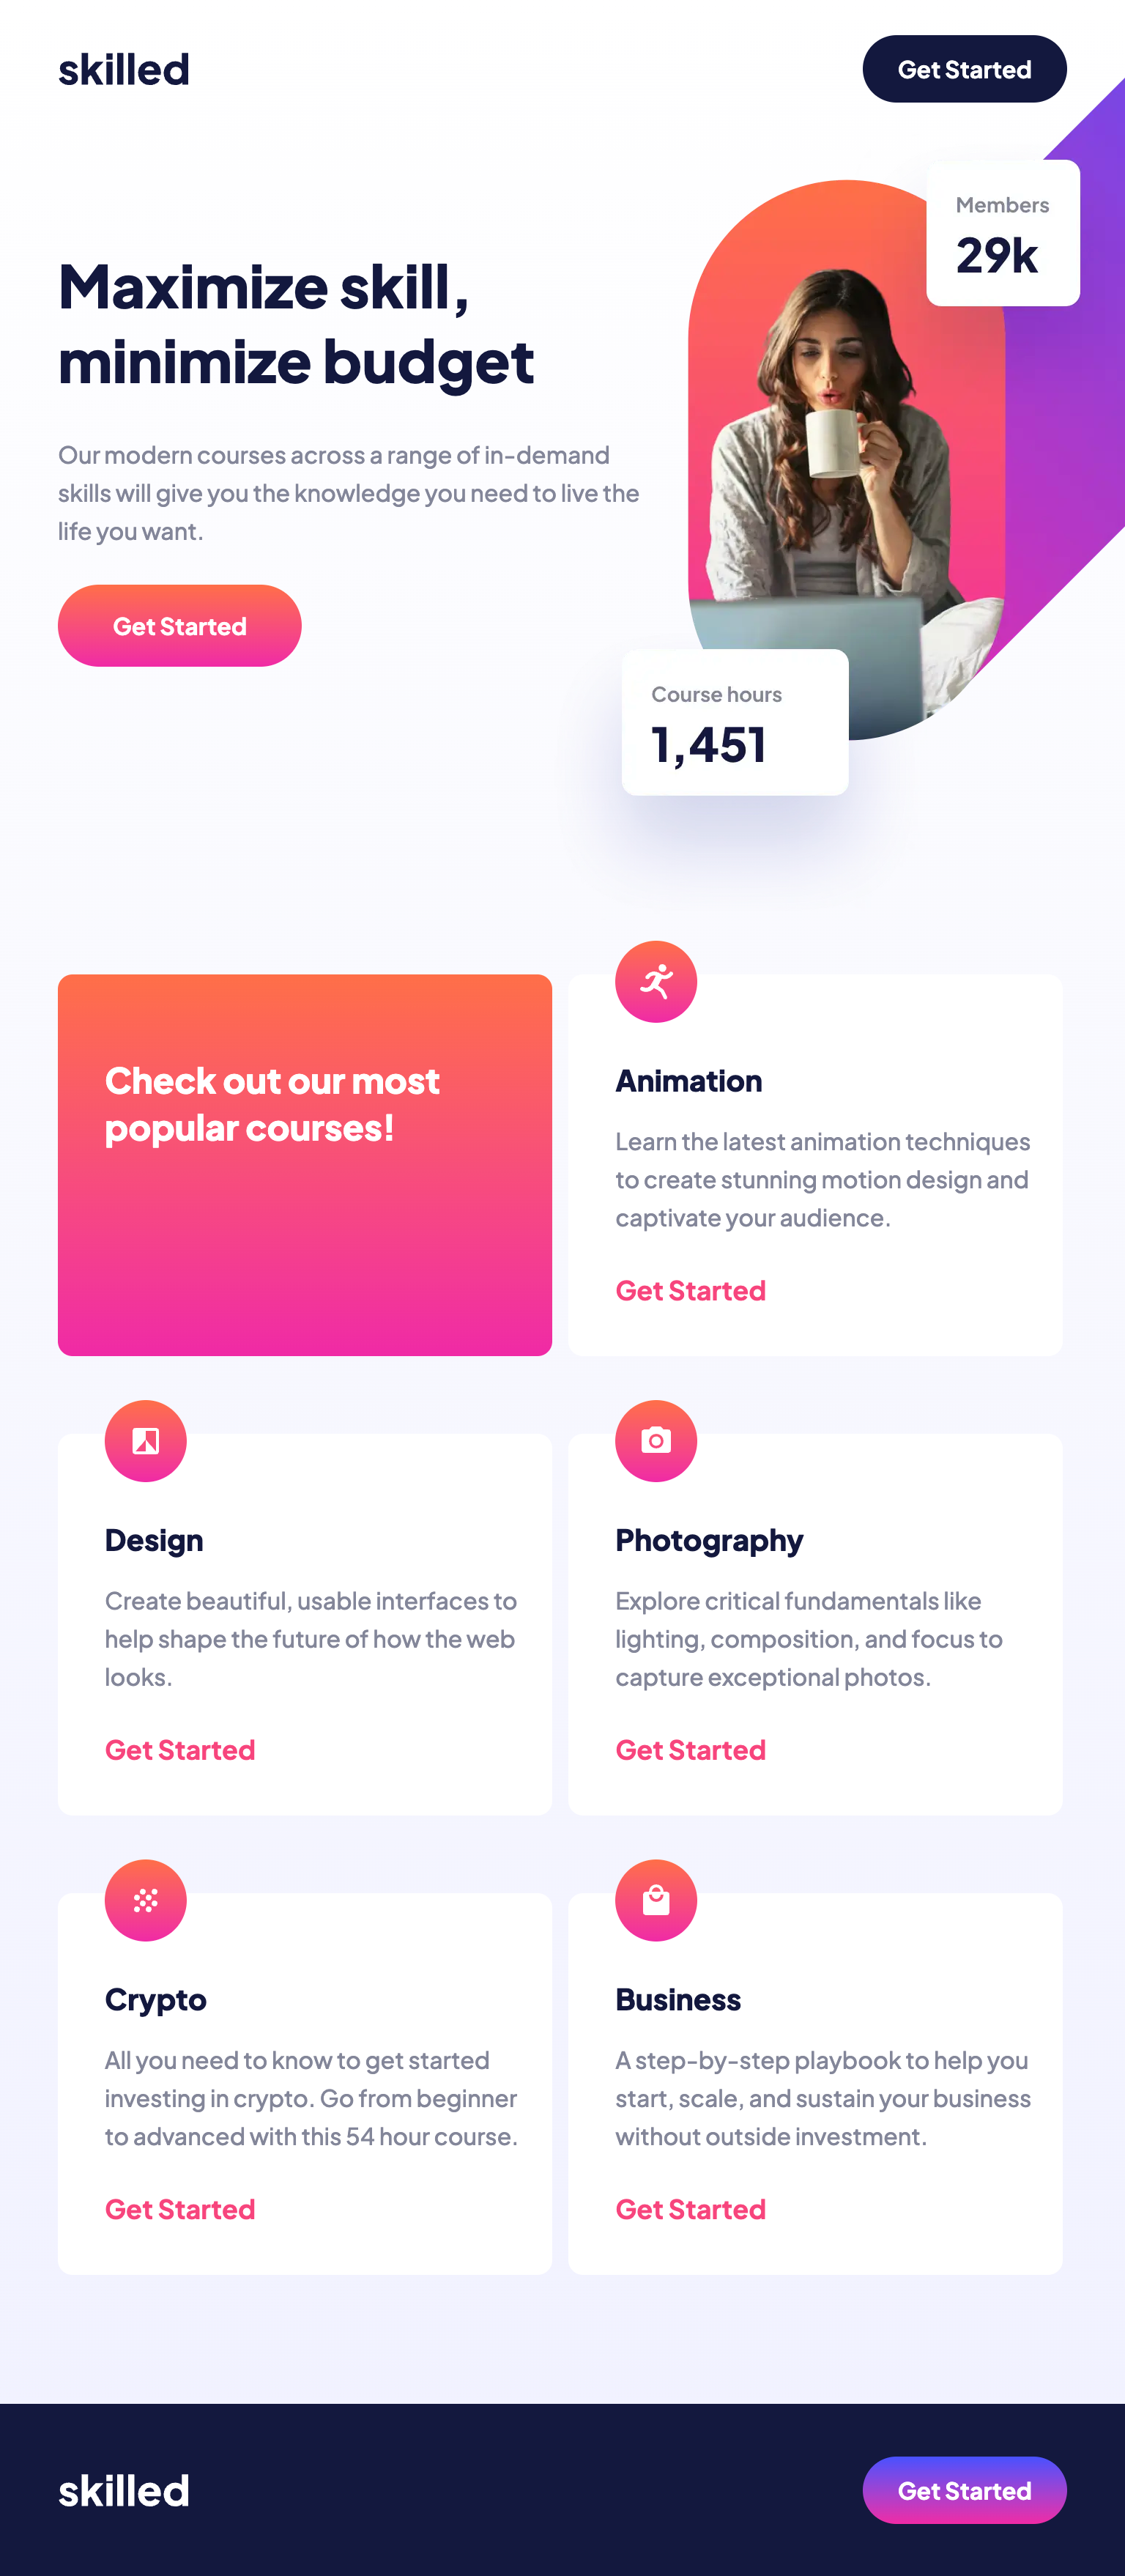 skilled
Get Started
Members
29k
Maximize skill,
minimize budget
Our modern courses across a range of in-demand
skills will give you the knowledge you need to live the
life you want.
Get Started
Course hours
1,451
Check out our most
popular courses!
Animation
Learn the latest animation techniques
to create stunning motion design and
captivate your audience.
Get Started
Design
Create beautiful, usable interfaces to
help shape the future of how the web
looks.
Get Started
Photography
Explore critical fundamentals like
lighting, composition, and focus to
capture exceptional photos.
Get Started
Crypto
All you need to know to get started
investing in crypto. Go from beginner
to advanced with this 54 hour course.
Get Started
Business
A step-by-step playbook to help you
start, scale, and sustain your business
without outside investment.
Get Started
skilled
Get Started